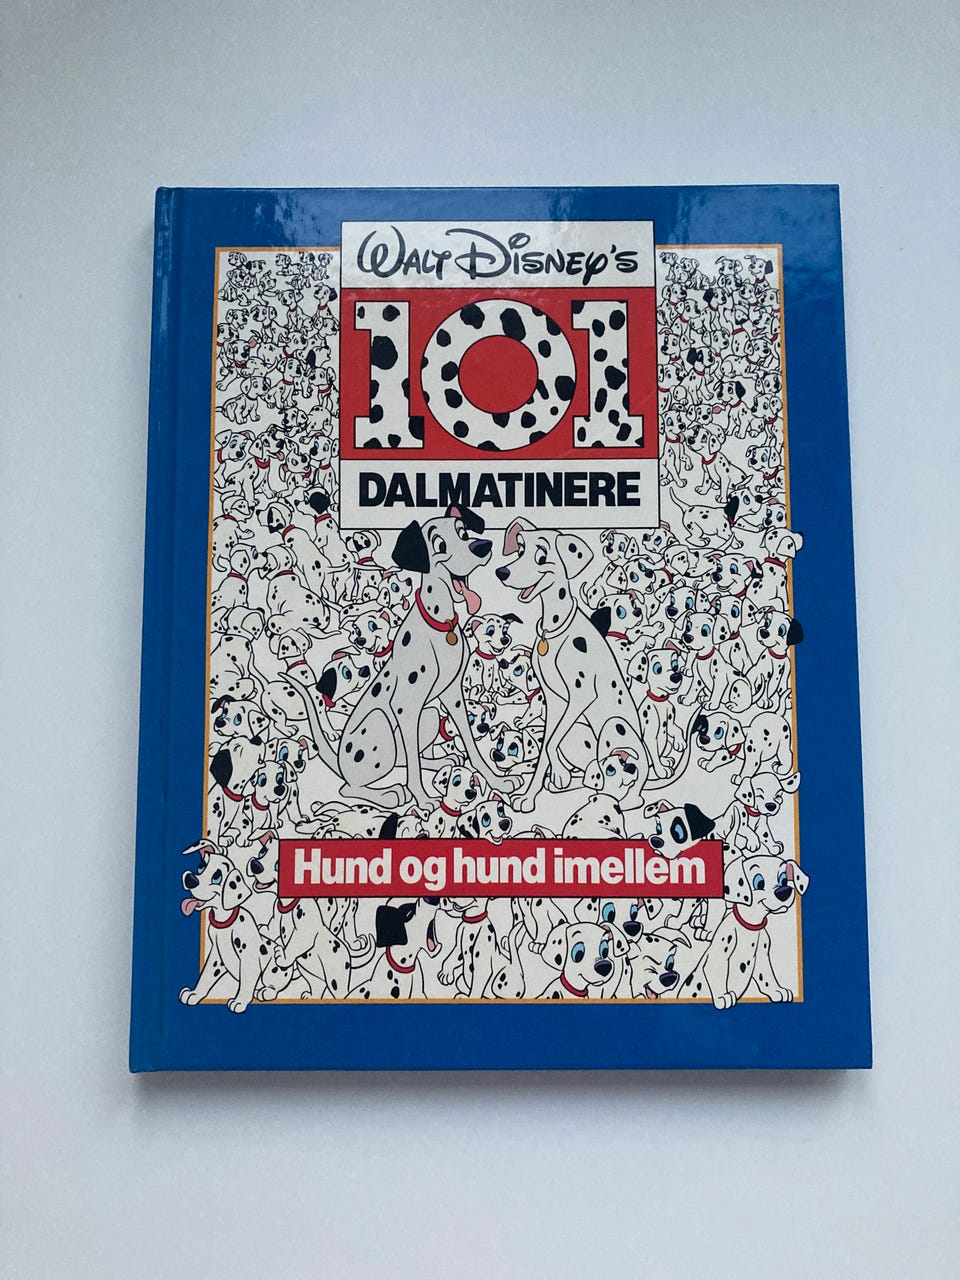 Walt Disney's
101
DALMATINERE
Hund og hund imellem